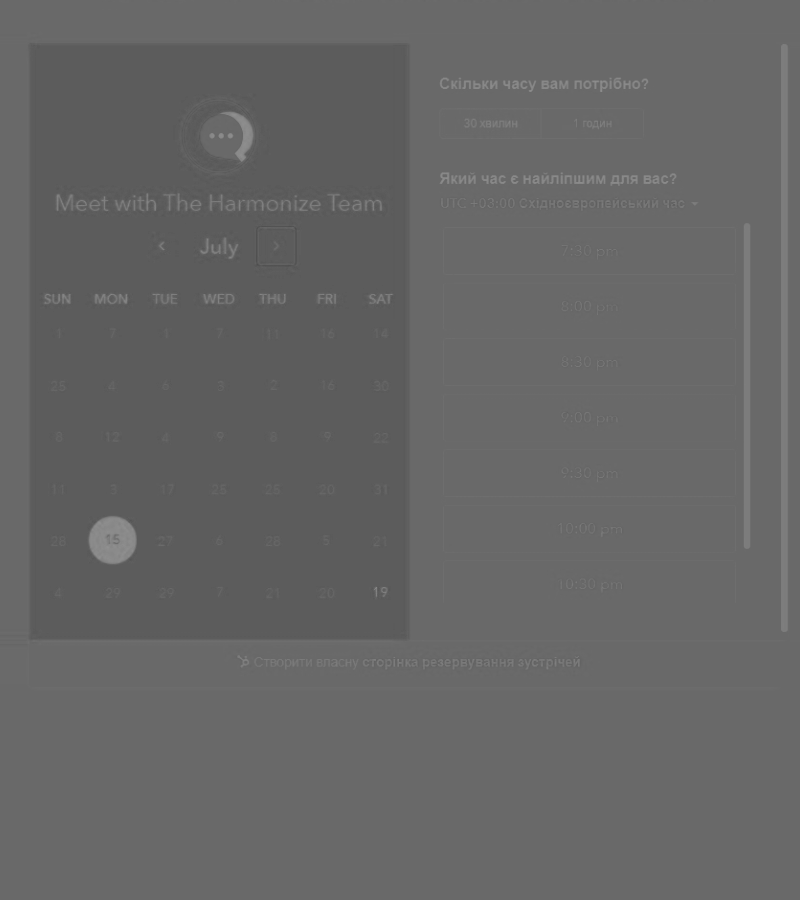 Meet with The Harmonize Team
July
SUN MON TUE WED THU FRI SAT
1 7 1 7 11 16 14
25 4 6 3 2 16 30
8 12 4 9 8 9 22
11 3 17 25 25 20 31
28 15 27 6 28 5 21
4 29 29 7 21 20 19
Скільки часу вам потрібно?
30 хвилин 1 годин
Який час є найліпшим для вас?
UTC +03:00 Східноєвропейський час
7:30 pm
8:00 pm
8:30 pm
9:00 pm
9:30 pm
10:00 pm
10:30 pm
Створити власну сторінка резервування зустрічей